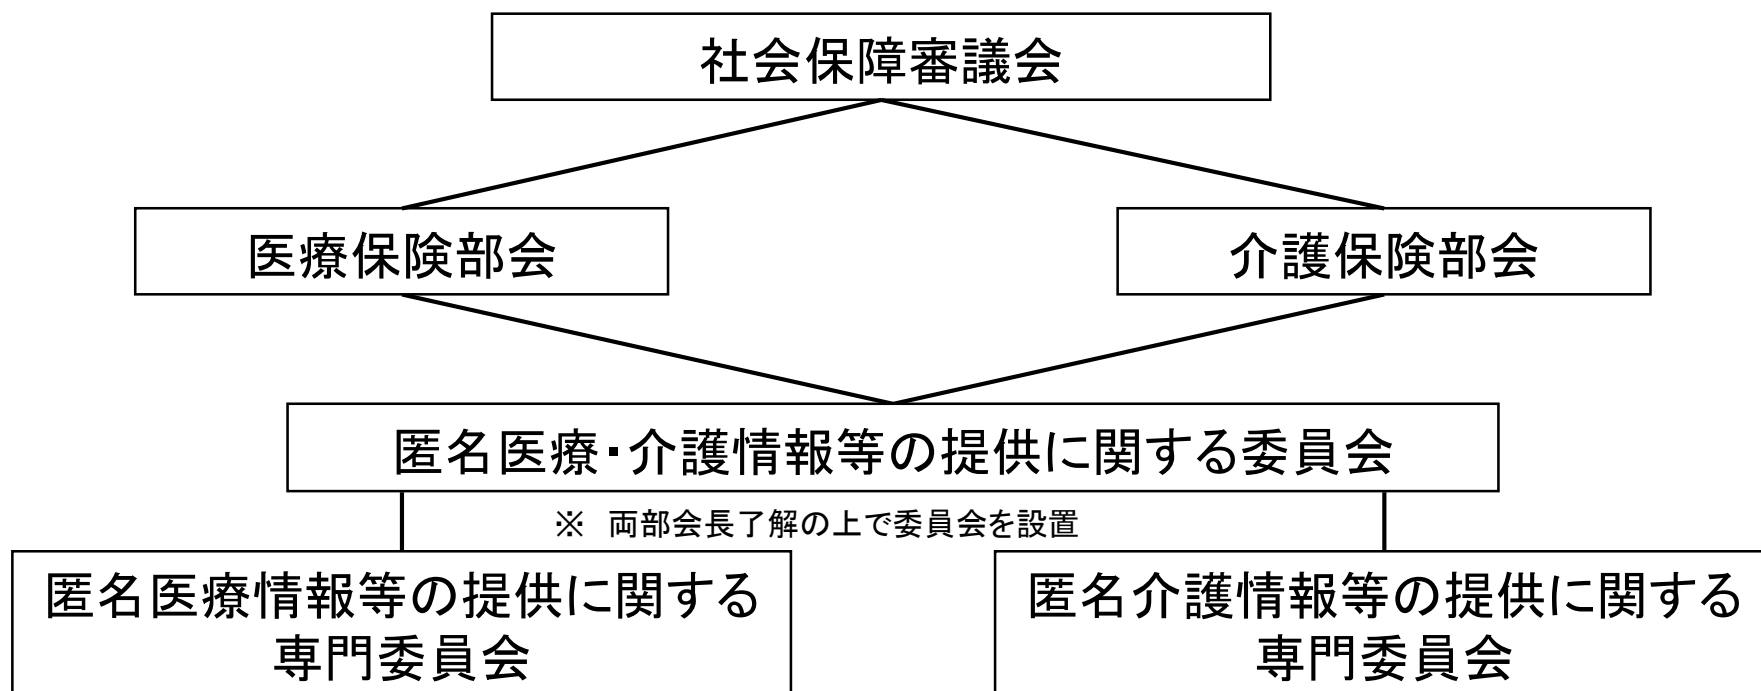 社会保障審議会
医療保険部会
介護保険部会
匿名医療・介護情報等の提供に関する委員会
※ 両部会長了解の上で委員会を設置
匿名医療情報等の提供に関する
専門委員会
匿名介護情報等の提供に関する
専門委員会